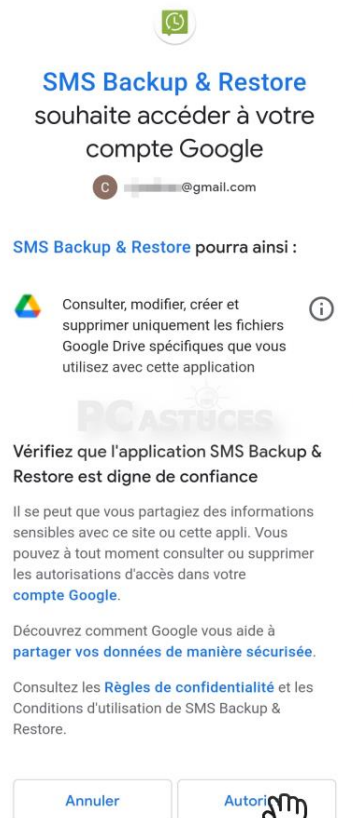 SMS Backup & Restore
souhaite accéder à votre
compte Google
C @gmail.com
SMS Backup & Restore pourra ainsi :
Consulter, modifier, créer et
supprimer uniquement les fichiers
Google Drive spécifiques que vous
utilisez avec cette application
PC ASTUCES
Vérifiez que l'application SMS Backup &
Restore est digne de confiance
Il se peut que vous partagiez des informations
sensibles avec ce site ou cette appli. Vous
pouvez à tout moment consulter ou supprimer
les autorisations d'accès dans votre
compte Google.
Découvrez comment Google vous aide à
partager vos données de manière sécurisée.
Consultez les Règles de confidentialité et les
Conditions d'utilisation de SMS Backup &
Restore.
Annuler